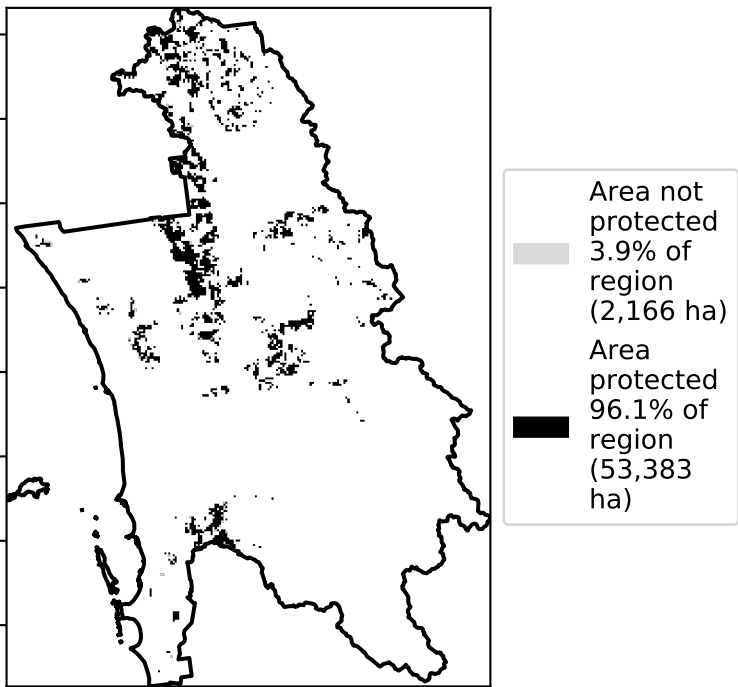 Area not
protected
3.9% of
region
(2,166 ha)
Area
protected
96.1% of
region
(53,383
ha)